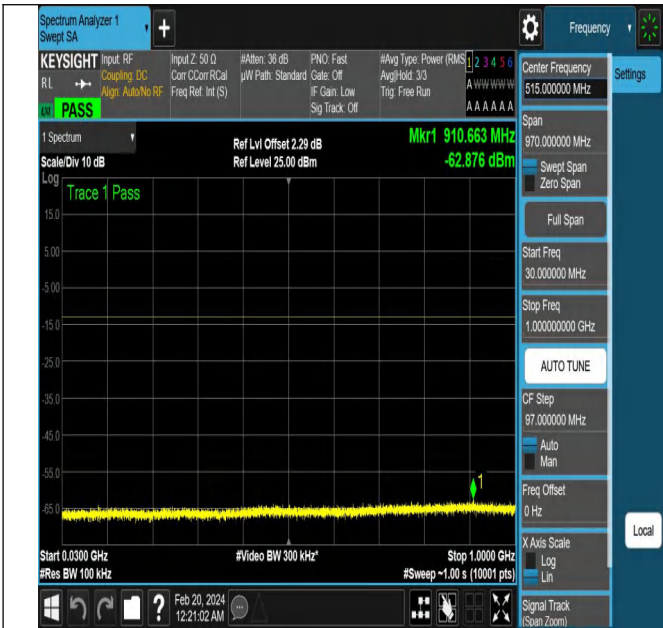 Spectrum Analyzer 1
Swept SA
+
Frequency
KEYSIGHT
RL
PASS
Input: RF
Coupling: DC
Align: Auto/No RF
Input Z: 50 Ω
Corr CCorr RCal
Freq Ref: Int (S)
#Atten: 36 dB
µW Path: Standard
PNO: Fast
Gate: Off
IF Gain: Low
Sig Track: Off
#Avg Type: Power (RMS
Avg|Hold: 3/3
Trig: Free Run
1 2 3 4 5 6
A W W W W W
A A A A A A
1 Spectrum
Scale/Div 10 dB
Log
Ref Lvl Offset 2.29 dB
Ref Level 25.00 dBm
Mkr1 910.663 MHz
-62.876 dBm
Trace 1 Pass
15.0
5.00
-5.00
-15.0
-25.0
-35.0
-45.0
-55.0
-65.0
1
Start 0.0300 GHz
#Res BW 100 kHz
#Video BW 300 kHz*
Stop 1.0000 GHz
#Sweep ~1.00 s (10001 pts)
?
Feb 20, 2024
12:21:02 AM
Center Frequency
515.000000 MHz
Span
970.000000 MHz
Swept Span
Zero Span
Full Span
Start Freq
30.000000 MHz
Stop Freq
1.000000000 GHz
AUTO TUNE
CF Step
97.000000 MHz
Auto
Man
Freq Offset
0 Hz
X Axis Scale
Log
Lin
Signal Track
(Span Zoom)
Settings
Local